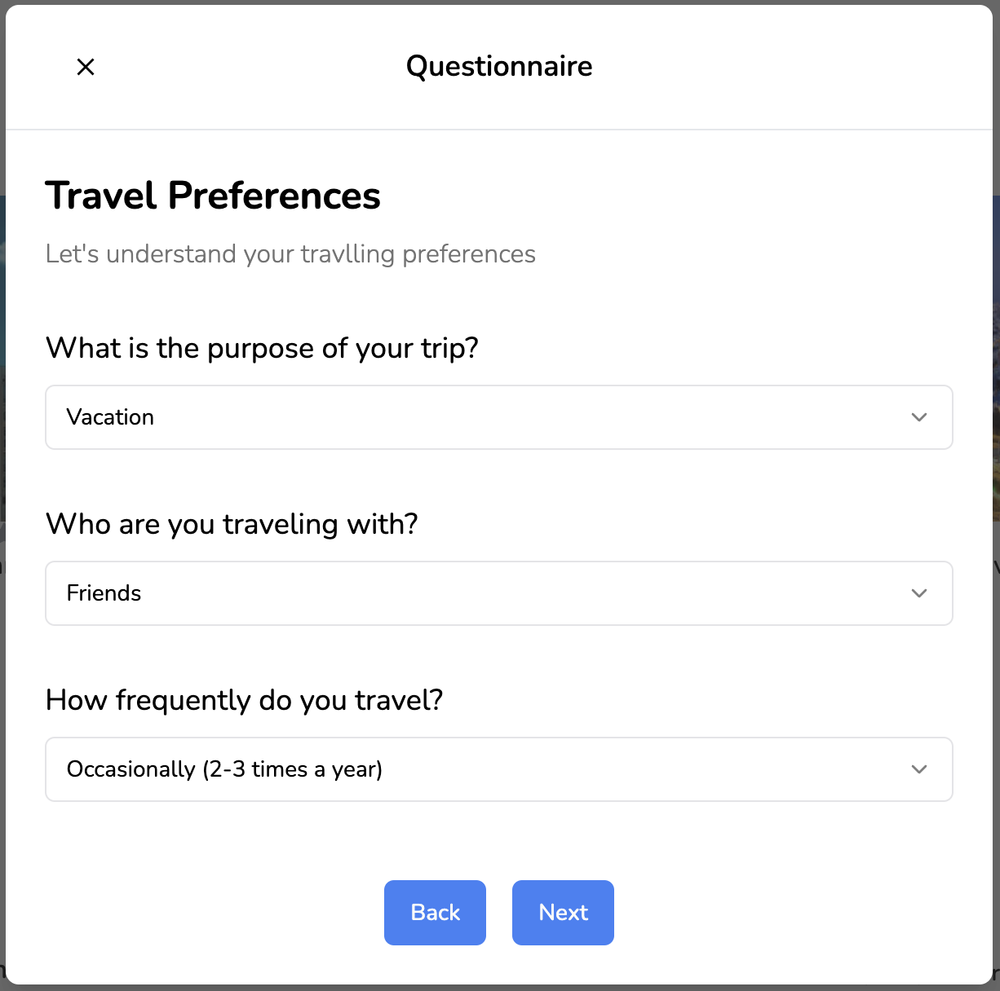 Questionnaire
Travel Preferences
Let's understand your travlling preferences
What is the purpose of your trip?
Vacation
Who are you traveling with?
Friends
How frequently do you travel?
Occasionally (2-3 times a year)
Back
Next